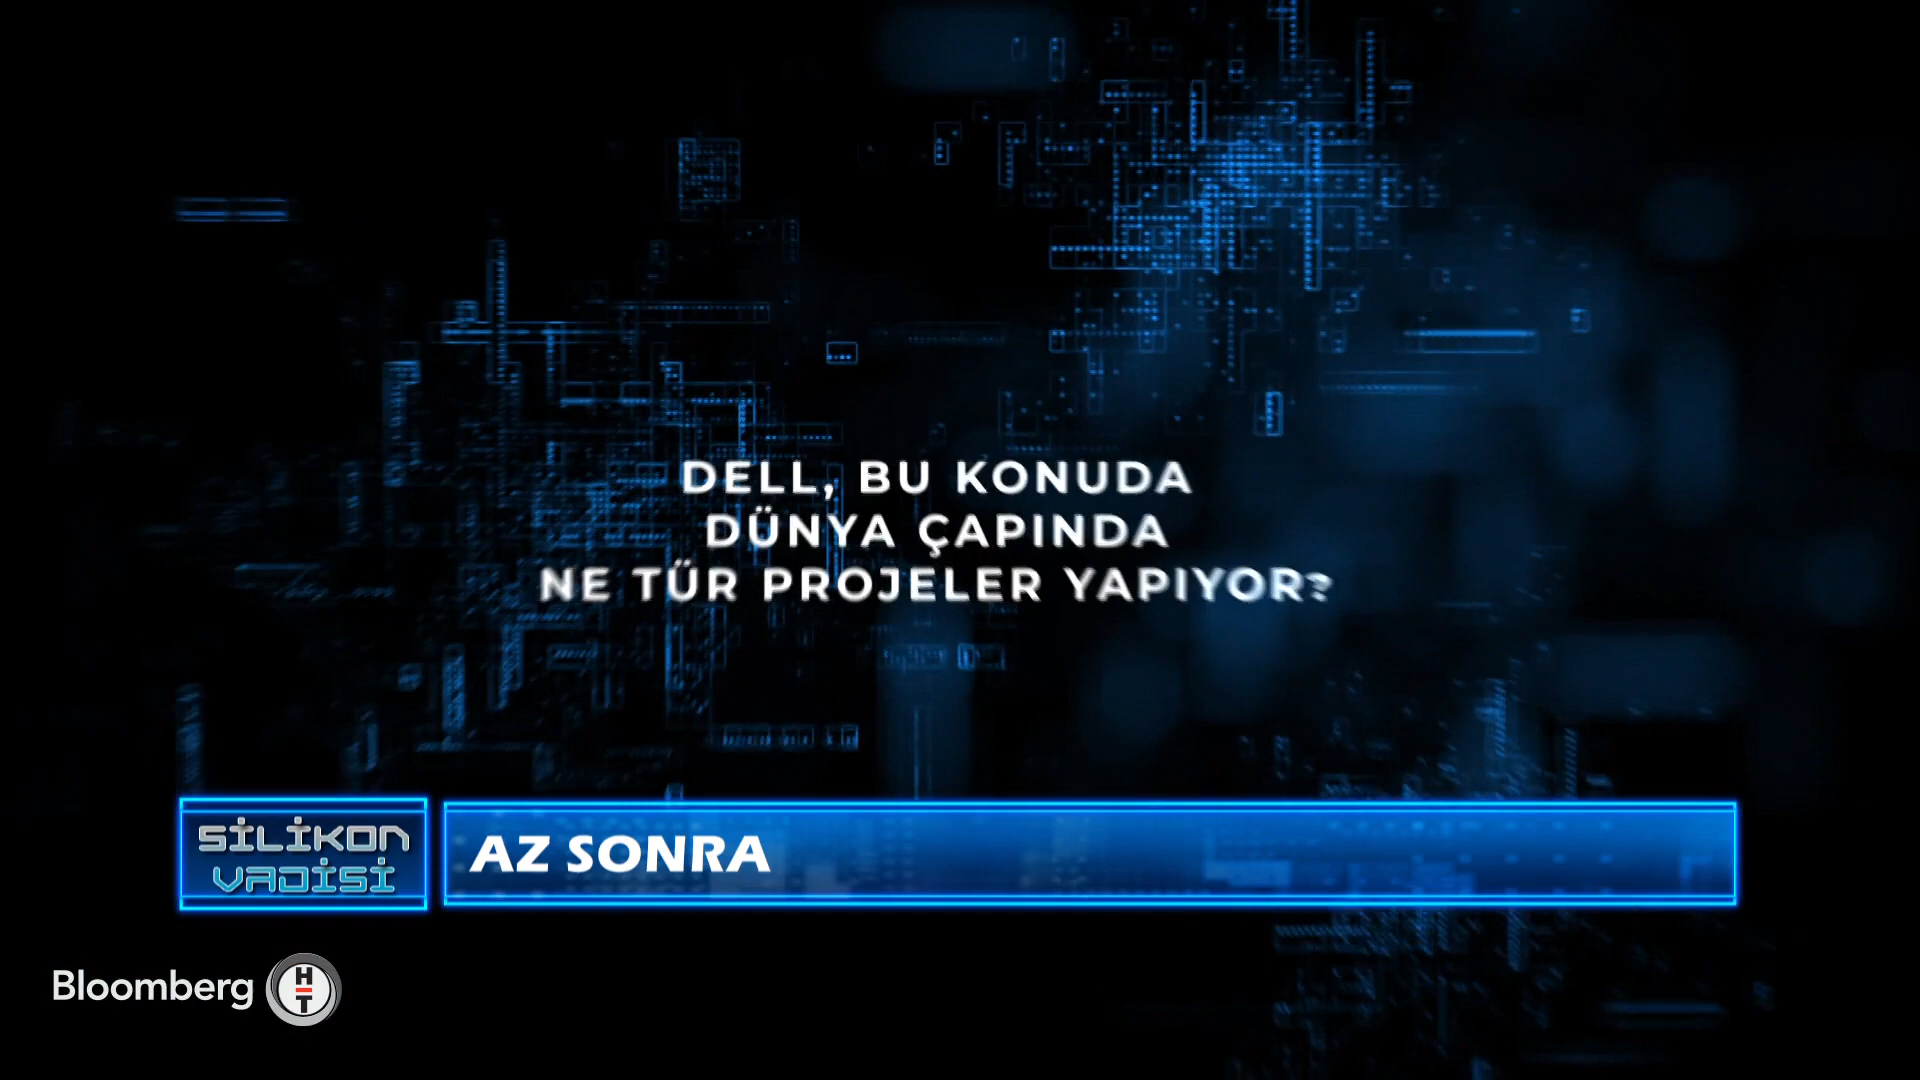 DELL, BU KONUDA
DÜNYA ÇAPINDA
NE TÜR PROJELER YAPIYOR?
SİLİKON
VADİSİ
AZ SONRA
Bloomberg HT